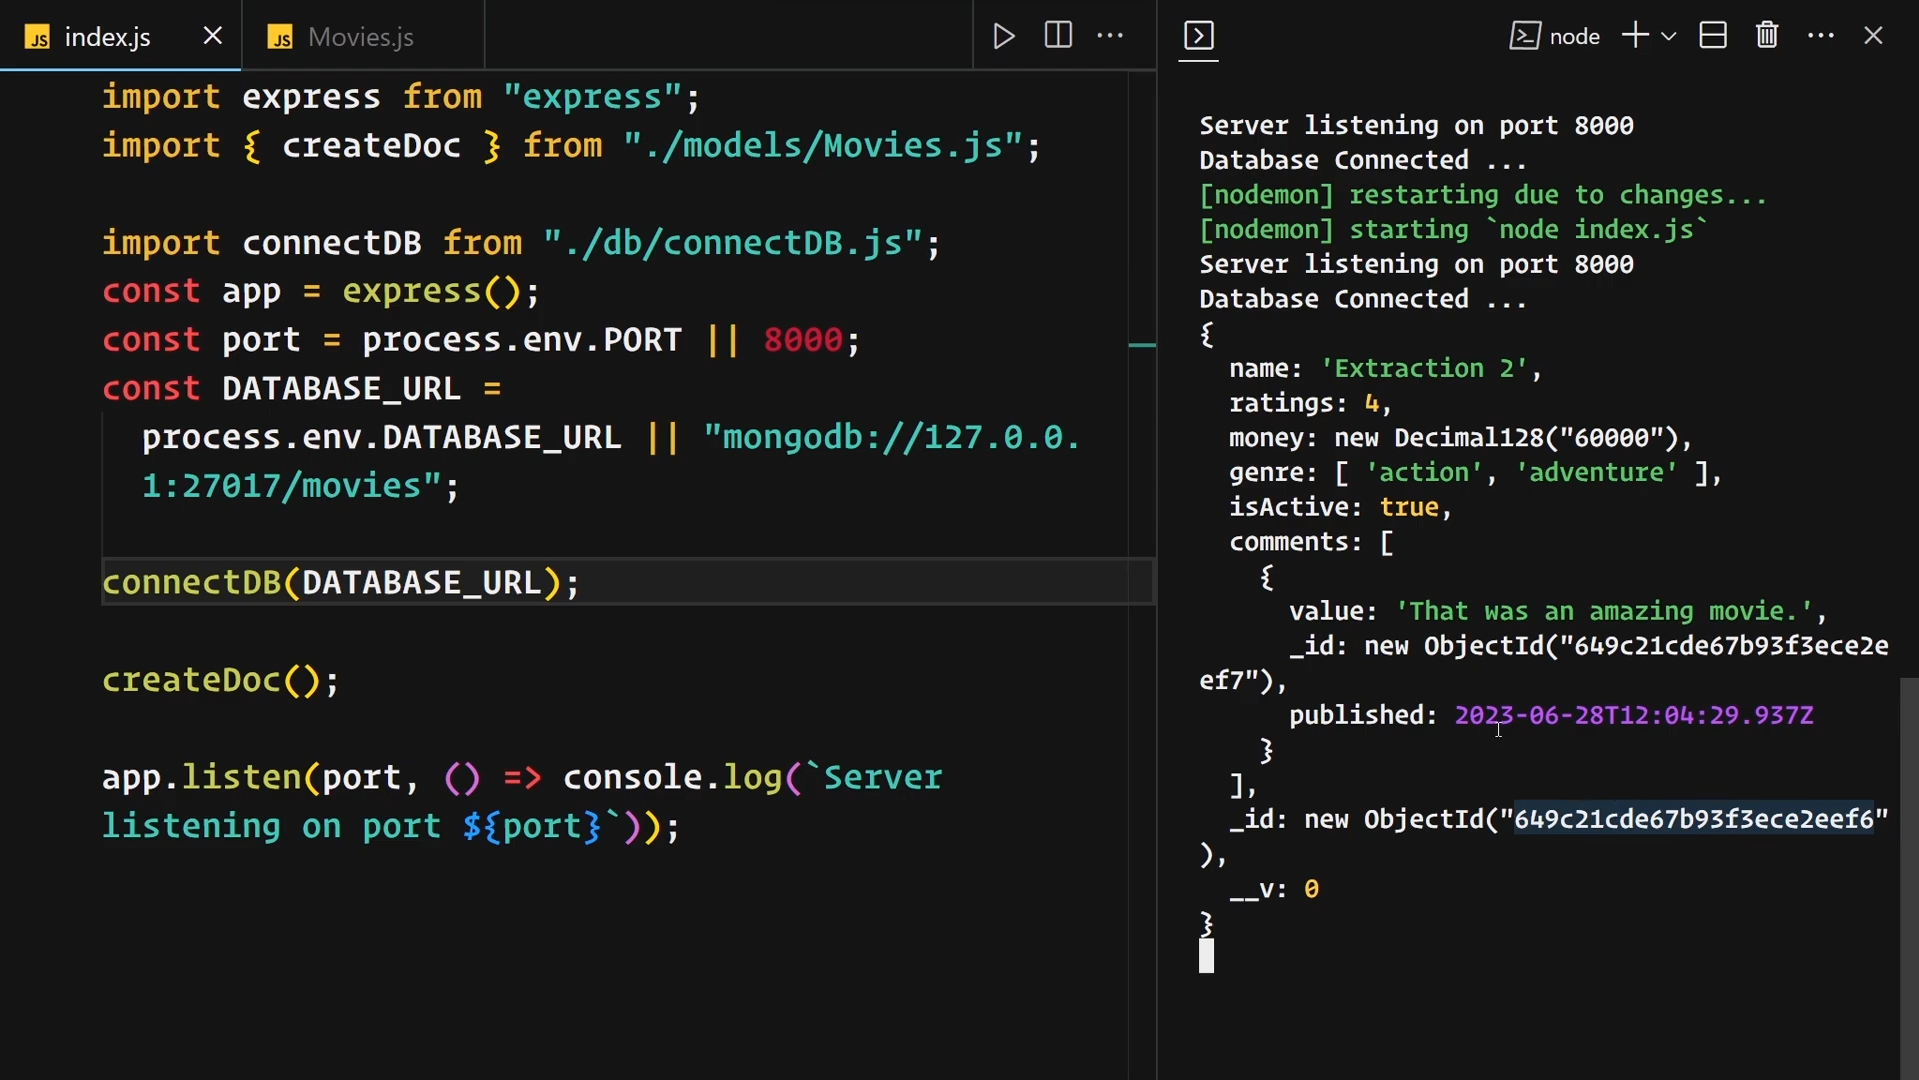 JS index.js
JS Movies.js
node
import express from "express";
import { createDoc } from "./models/Movies.js";
import connectDB from "./db/connectDB.js";
const app = express();
const port = process.env.PORT || 8000;
const DATABASE_URL =
process.env.DATABASE_URL || "mongodb://127.0.0.
1:27017/movies";
connectDB(DATABASE_URL);
createDoc();
app.listen(port, () => console.log(`Server
listening on port ${port}`));
Server listening on port 8000
Database Connected ...
[nodemon] restarting due to changes...
[nodemon] starting `node index.js`
Server listening on port 8000
Database Connected ...
{
name: 'Extraction 2',
ratings: 4,
money: new Decimal128("60000"),
genre: [ 'action', 'adventure' ],
isActive: true,
comments: [
{
value: 'That was an amazing movie.',
_id: new ObjectId("649c21cde67b93f3ece2e
ef7"),
published: 2023-06-28T12:04:29.937Z
}
],
_id: new ObjectId("649c21cde67b93f3ece2eef6"
),
__v: 0
}